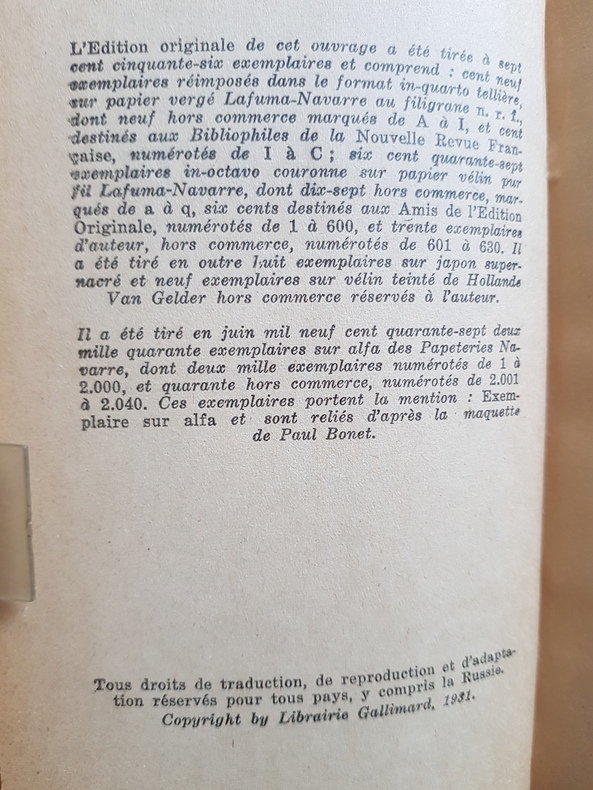 L'Edition originale de cet ouvrage a été tirée à sept
cent cinquante-six exemplaires et comprend : cent neuf
exemplaires réimposés dans le format in-quarto tellière,
sur papier vergé Lafuma-Navarre au filigrane n. r. f.,
dont neuf hors commerce marqués de A à I, et cent
destinés aux Bibliophiles de la Nouvelle Revue Fran-
çaise, numérotés de I à C ; six cent quarante-sept
exemplaires in-octavo couronne sur papier vélin pur
fil Lafuma-Navarre, dont dix-sept hors commerce, mar-
qués de a à q, six cents destinés aux Amis de l'Edition
Originale, numérotés de 1 à 600, et trente exemplaires
d'auteur, hors commerce, numérotés de 601 à 630. Il
a été tiré en outre huit exemplaires sur japon super-
nacré et neuf exemplaires sur vélin teinté de Hollande
Van Gelder hors commerce réservés à l'auteur.
Il a été tiré en juin mil neuf cent quarante-sept deux
mille quarante exemplaires sur alfa des Papeteries Na-
varre, dont deux mille exemplaires numérotés de 1 à
2.000, et quarante hors commerce, numérotés de 2.001
à 2.040. Ces exemplaires portent la mention : Exem-
plaire sur alfa et sont reliés d'après la maquette
de Paul Bonet.
Tous droits de traduction, de reproduction et d'adapta-
tion réservés pour tous pays, y compris la Russie.
Copyright by Librairie Gallimard, 1931.